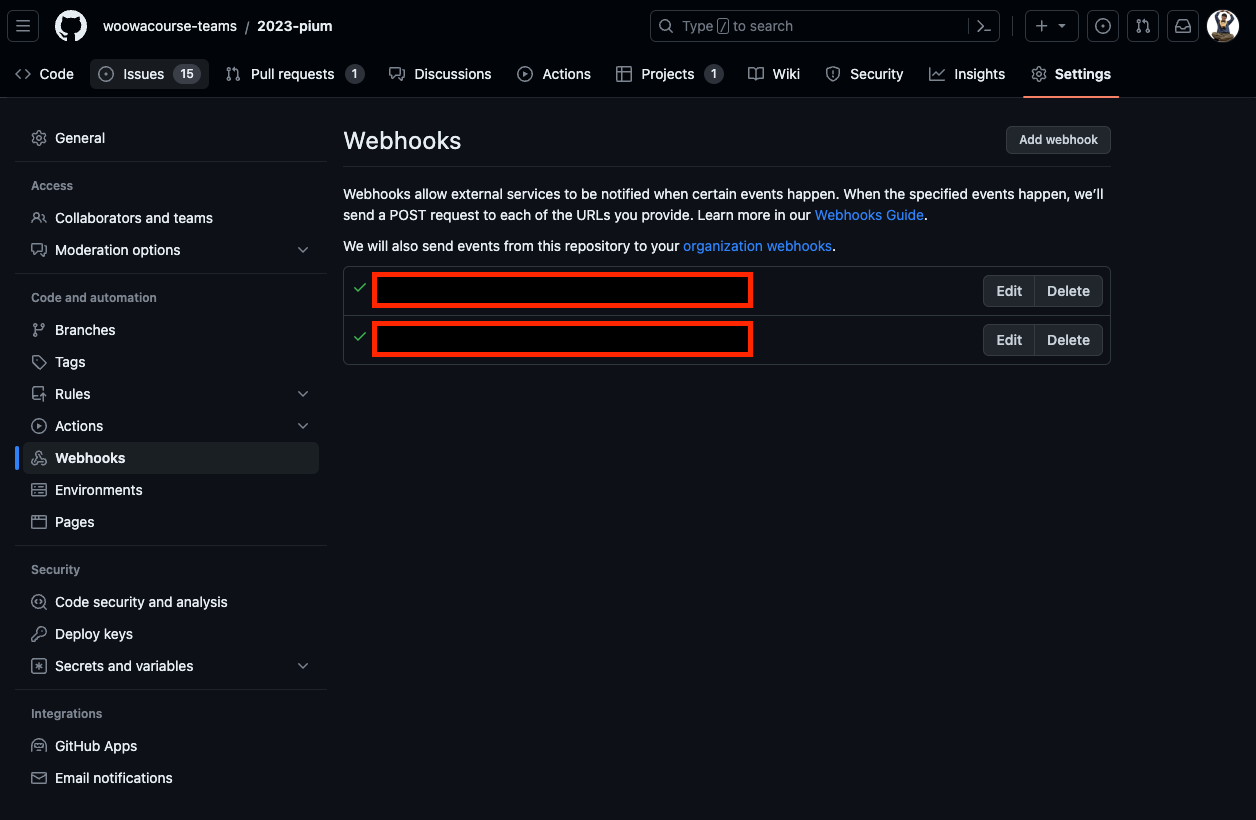 woowacourse-teams / 2023-pium
Type / to search
Code
Issues 15
Pull requests 1
Discussions
Actions
Projects 1
Wiki
Security
Insights
Settings
General
Access
Collaborators and teams
Moderation options
Code and automation
Branches
Tags
Rules
Actions
Webhooks
Environments
Pages
Security
Code security and analysis
Deploy keys
Secrets and variables
Integrations
GitHub Apps
Email notifications
Webhooks
Add webhook
Webhooks allow external services to be notified when certain events happen. When the specified events happen, we’ll
send a POST request to each of the URLs you provide. Learn more in our Webhooks Guide.
We will also send events from this repository to your organization webhooks.
Edit Delete
Edit Delete